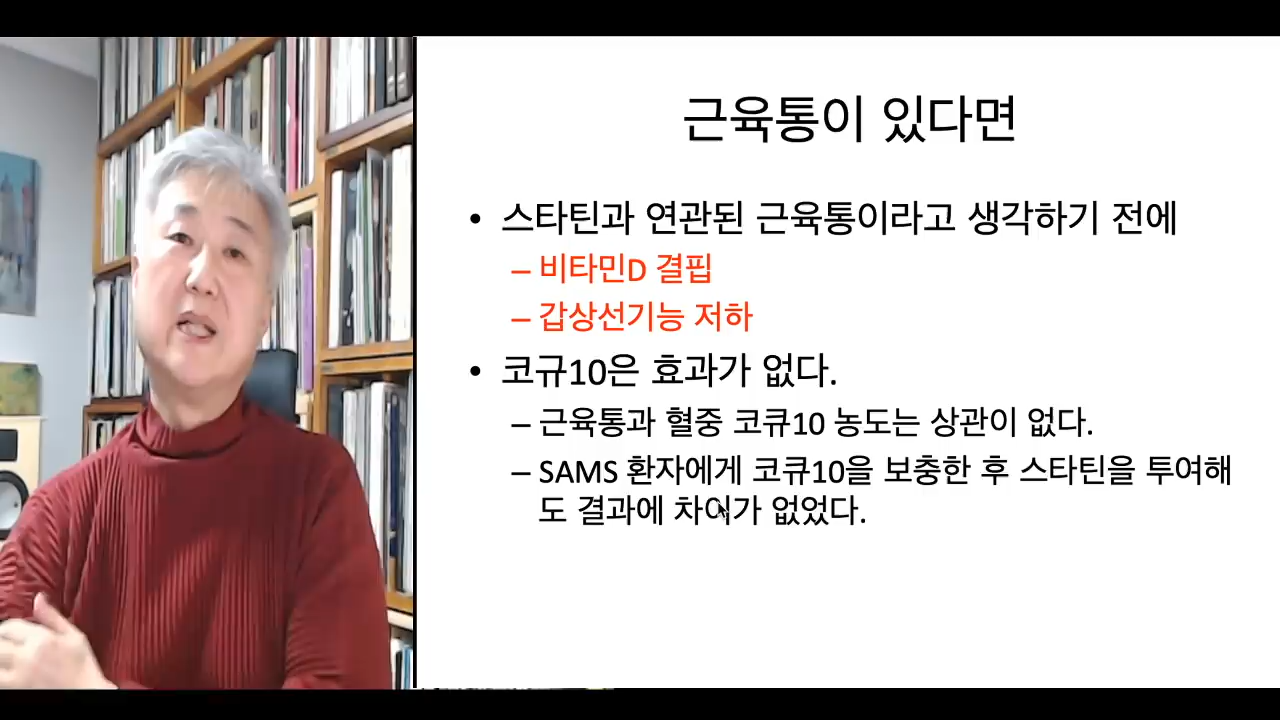 근육통이 있다면
• 스타틴과 연관된 근육통이라고 생각하기 전에
– 비타민D 결핍
– 갑상선기능 저하
• 코규10은 효과가 없다.
– 근육통과 혈중 코큐10 농도는 상관이 없다.
– SAMS 환자에게 코큐10을 보충한 후 스타틴을 투여해
도 결과에 차이가 없었다.